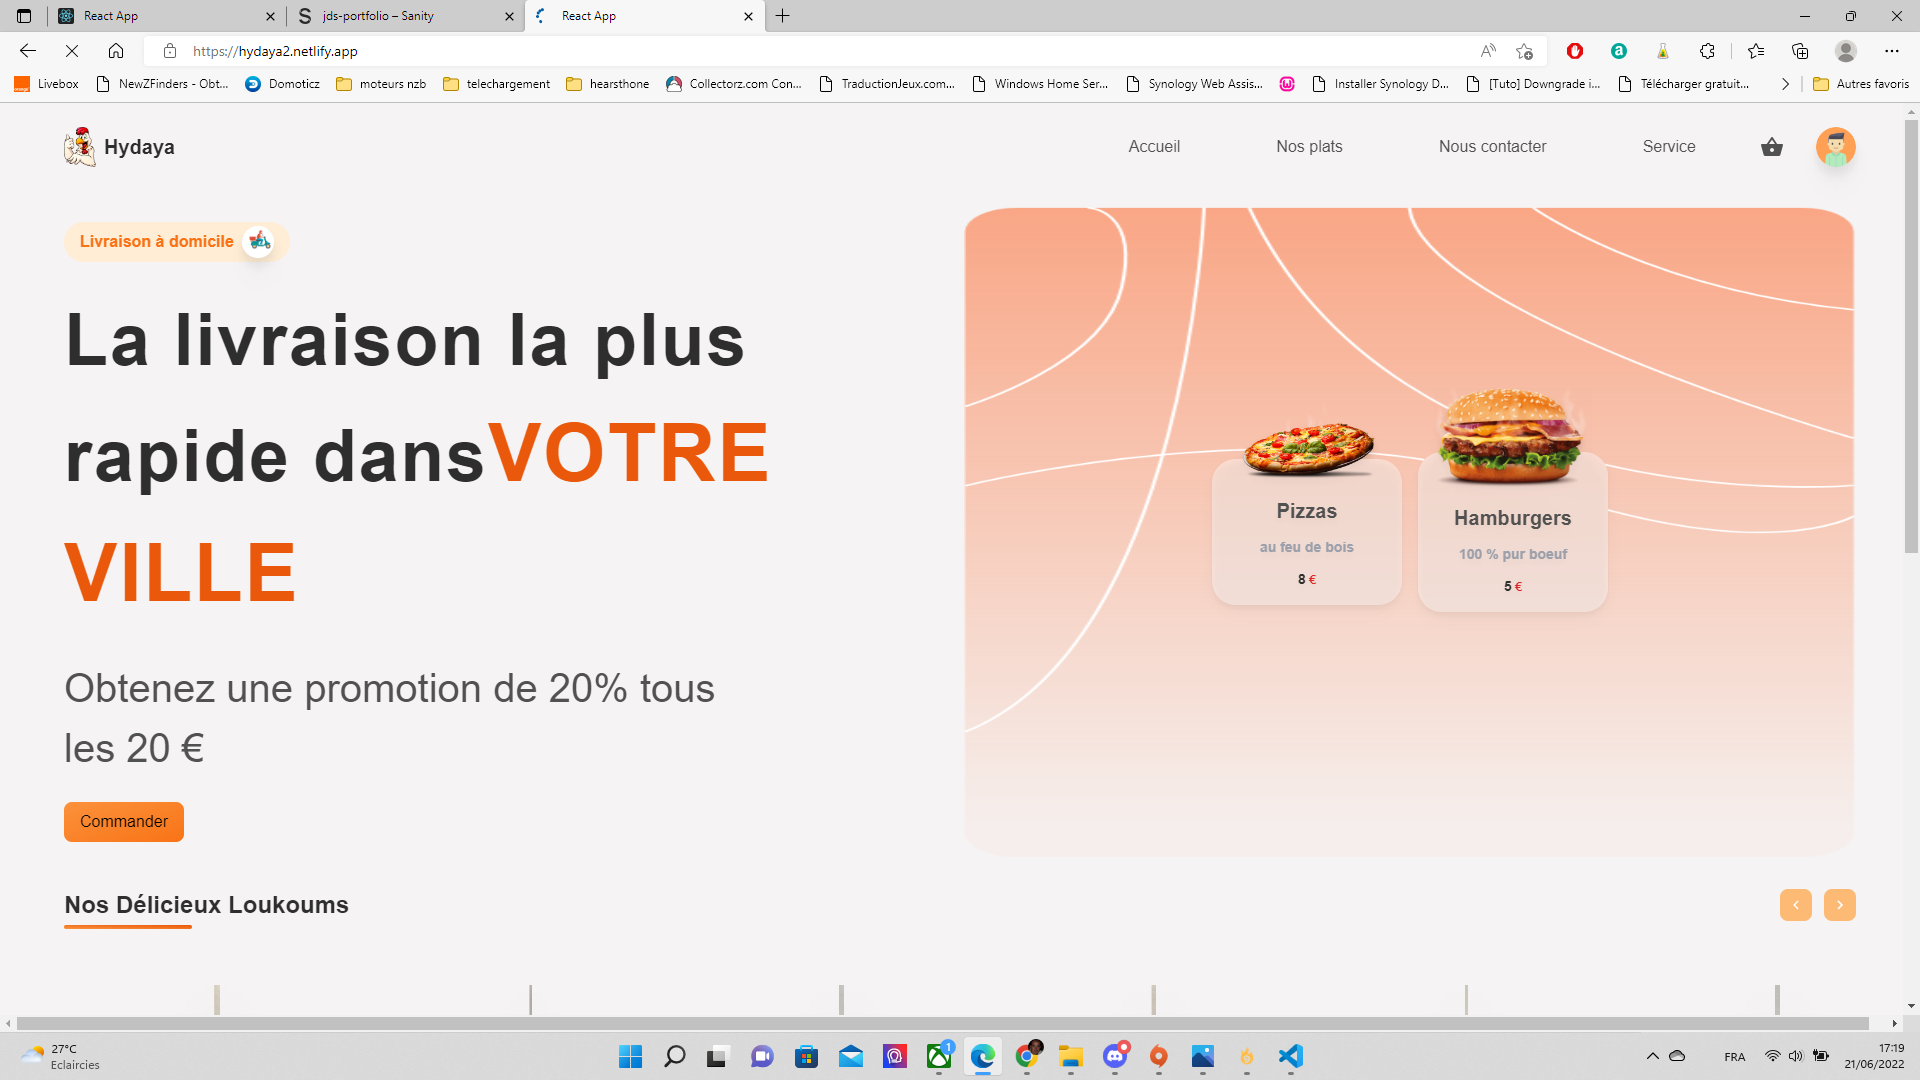 React App
jds-portfolio – Sanity
React App
https://hydaya2.netlify.app
Livebox
NewZFinders - Obt...
Domoticz
moteurs nzb
telechargement
hearsthone
Collectorz.com Con...
TraductionJeux.com...
Windows Home Ser...
Synology Web Assis...
Installer Synology D...
[Tuto] Downgrade i...
Télécharger gratuit...
Autres favoris
Hydaya
Accueil
Nos plats
Nous contacter
Service
Livraison à domicile
La livraison la plus
rapide dansVOTRE
VILLE
Obtenez une promotion de 20% tous
les 20 €
Commander
Pizzas
au feu de bois
8 €
Hamburgers
100 % pur boeuf
5 €
Nos Délicieux Loukoums
27°C
Eclaircies
1
FRA
17:19
21/06/2022